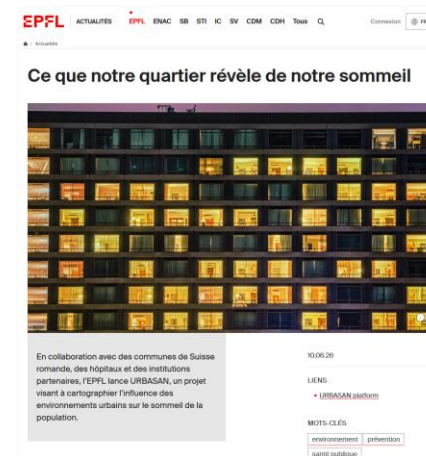 EPFL ACTUALITÉS EPFL ENAC SB STI IC SV CDM CDH Tous Connexion FR
/ Actualités
Ce que notre quartier révèle de notre sommeil
En collaboration avec des communes de Suisse
romande, des hôpitaux et des institutions
partenaires, l'EPFL lance URBASAN, un projet
visant à cartographier l'influence des
environnements urbains sur le sommeil de la
population.
10.06.26
LIENS
• URBASAN platform
MOTS-CLÉS
environnement prévention
santé publique